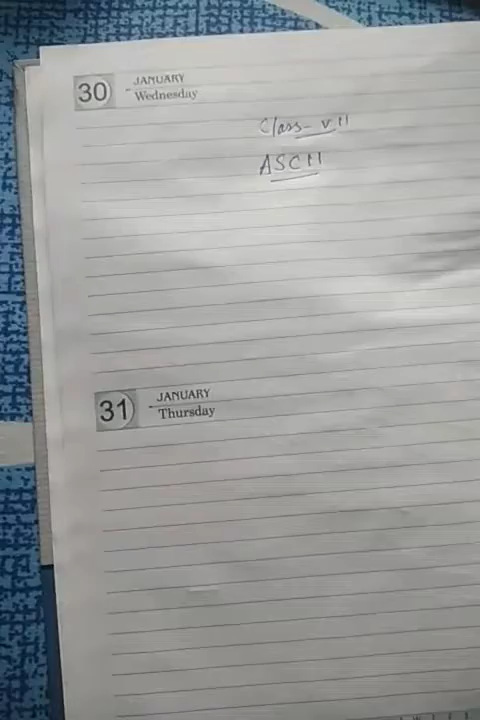 30 JANUARY
Wednesday
Class - VII
ASCII
31 JANUARY
Thursday